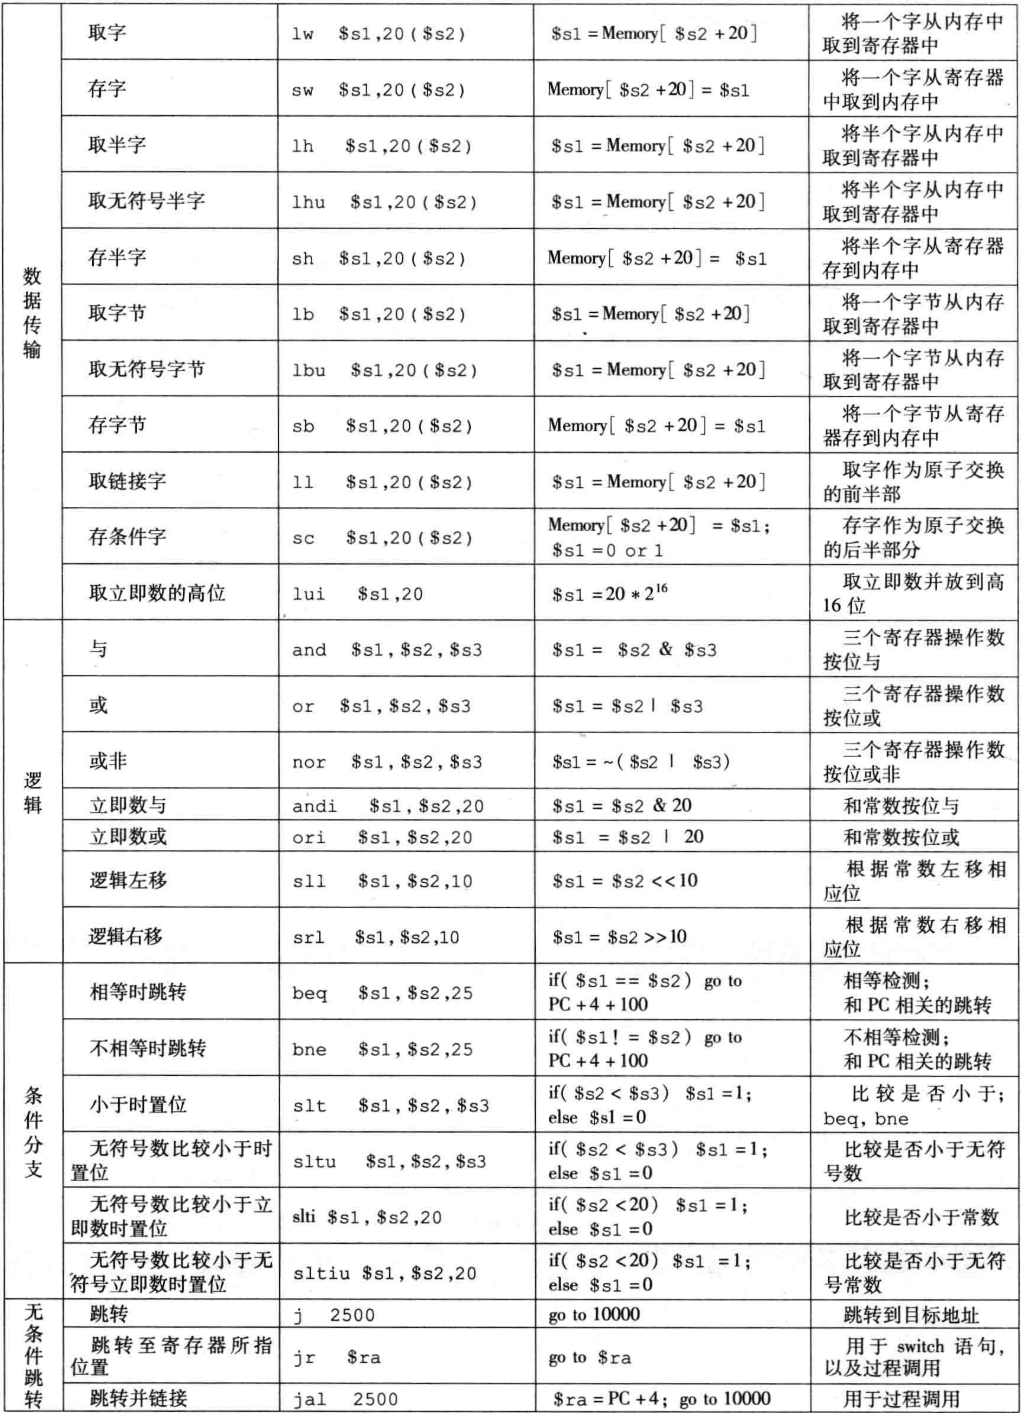 数据传输
取字 lw $s1,20($s2) $s1=Memory[$s2+20] 将一个字从内存中
取到寄存器中
存字 sw $s1,20($s2) Memory[$s2+20]=$s1 将一个字从寄存器
中取到内存中
取半字 lh $s1,20($s2) $s1=Memory[$s2+20] 将半个字从内存中
取到寄存器中
取无符号半字 lhu $s1,20($s2) $s1=Memory[$s2+20] 将半个字从内存中
取到寄存器中
存半字 sh $s1,20($s2) Memory[$s2+20]= $s1 将半个字从寄存器
存到内存中
取字节 lb $s1,20($s2) $s1=Memory[$s2+20] 将一个字节从内存
取到寄存器中
取无符号字节 lbu $s1,20($s2) $s1=Memory[$s2+20] 将一个字节从内存
取到寄存器中
存字节 sb $s1,20($s2) Memory[$s2+20]=$s1 将一个字节从寄存
器存到内存中
取链接字 ll $s1,20($s2) $s1=Memory[$s2+20] 取字作为原子交换
的前半部
存条件字 sc $s1,20($s2) Memory[$s2+20] =$s1; 存字作为原子交换
$s1=0 or 1 的后半部分
取立即数的高位 lui $s1,20 $s1=20*2¹⁶ 取立即数并放到高
16 位
逻辑
与 and $s1,$s2,$s3 $s1= $s2 & $s3 三个寄存器操作数
按位与
或 or $s1,$s2,$s3 $s1=$s2 | $s3 三个寄存器操作数
按位或
或非 nor $s1,$s2,$s3 $s1=~($s2 | $s3) 三个寄存器操作数
按位或非
立即数与 andi $s1,$s2,20 $s1=$s2 & 20 和常数按位与
立即数或 ori $s1,$s2,20 $s1 = $s2 | 20 和常数按位或
逻辑左移 sll $s1,$s2,10 $s1=$s2<<10 根据常数左移相
应位
逻辑右移 srl $s1,$s2,10 $s1=$s2>>10 根据常数右移相
应位
条件分支
相等时跳转 beq $s1,$s2,25 if($s1==$s2) go to 相等检测;
PC+4+100 和 PC 相关的跳转
不相等时跳转 bne $s1,$s2,25 if($s1!=$s2) go to 不相等检测;
PC+4+100 和 PC 相关的跳转
小于时置位 slt $s1,$s2,$s3 if($s2<$s3) $s1=1; 比较是否小于;
else $s1=0 beq,bne
无符号数比较小于时 sltu $s1,$s2,$s3 if($s2<$s3) $s1=1; 比较是否小于无符
置位 else $s1=0 号数
无符号数比较小于立 slti $s1,$s2,20 if($s2<20) $s1=1; 比较是否小于常数
即数时置位 else $s1=0
无符号数比较小于无 sltiu $s1,$s2,20 if($s2<20) $s1 =1; 比较是否小于无符
符号立即数时置位 else $s1=0 号常数
无条件跳转
跳转 j 2500 go to 10000 跳转到目标地址
跳转至寄存器所指 jr $ra go to $ra 用于 switch 语句,
位置 以及过程调用
跳转并链接 jal 2500 $ra=PC+4; go to 10000 用于过程调用